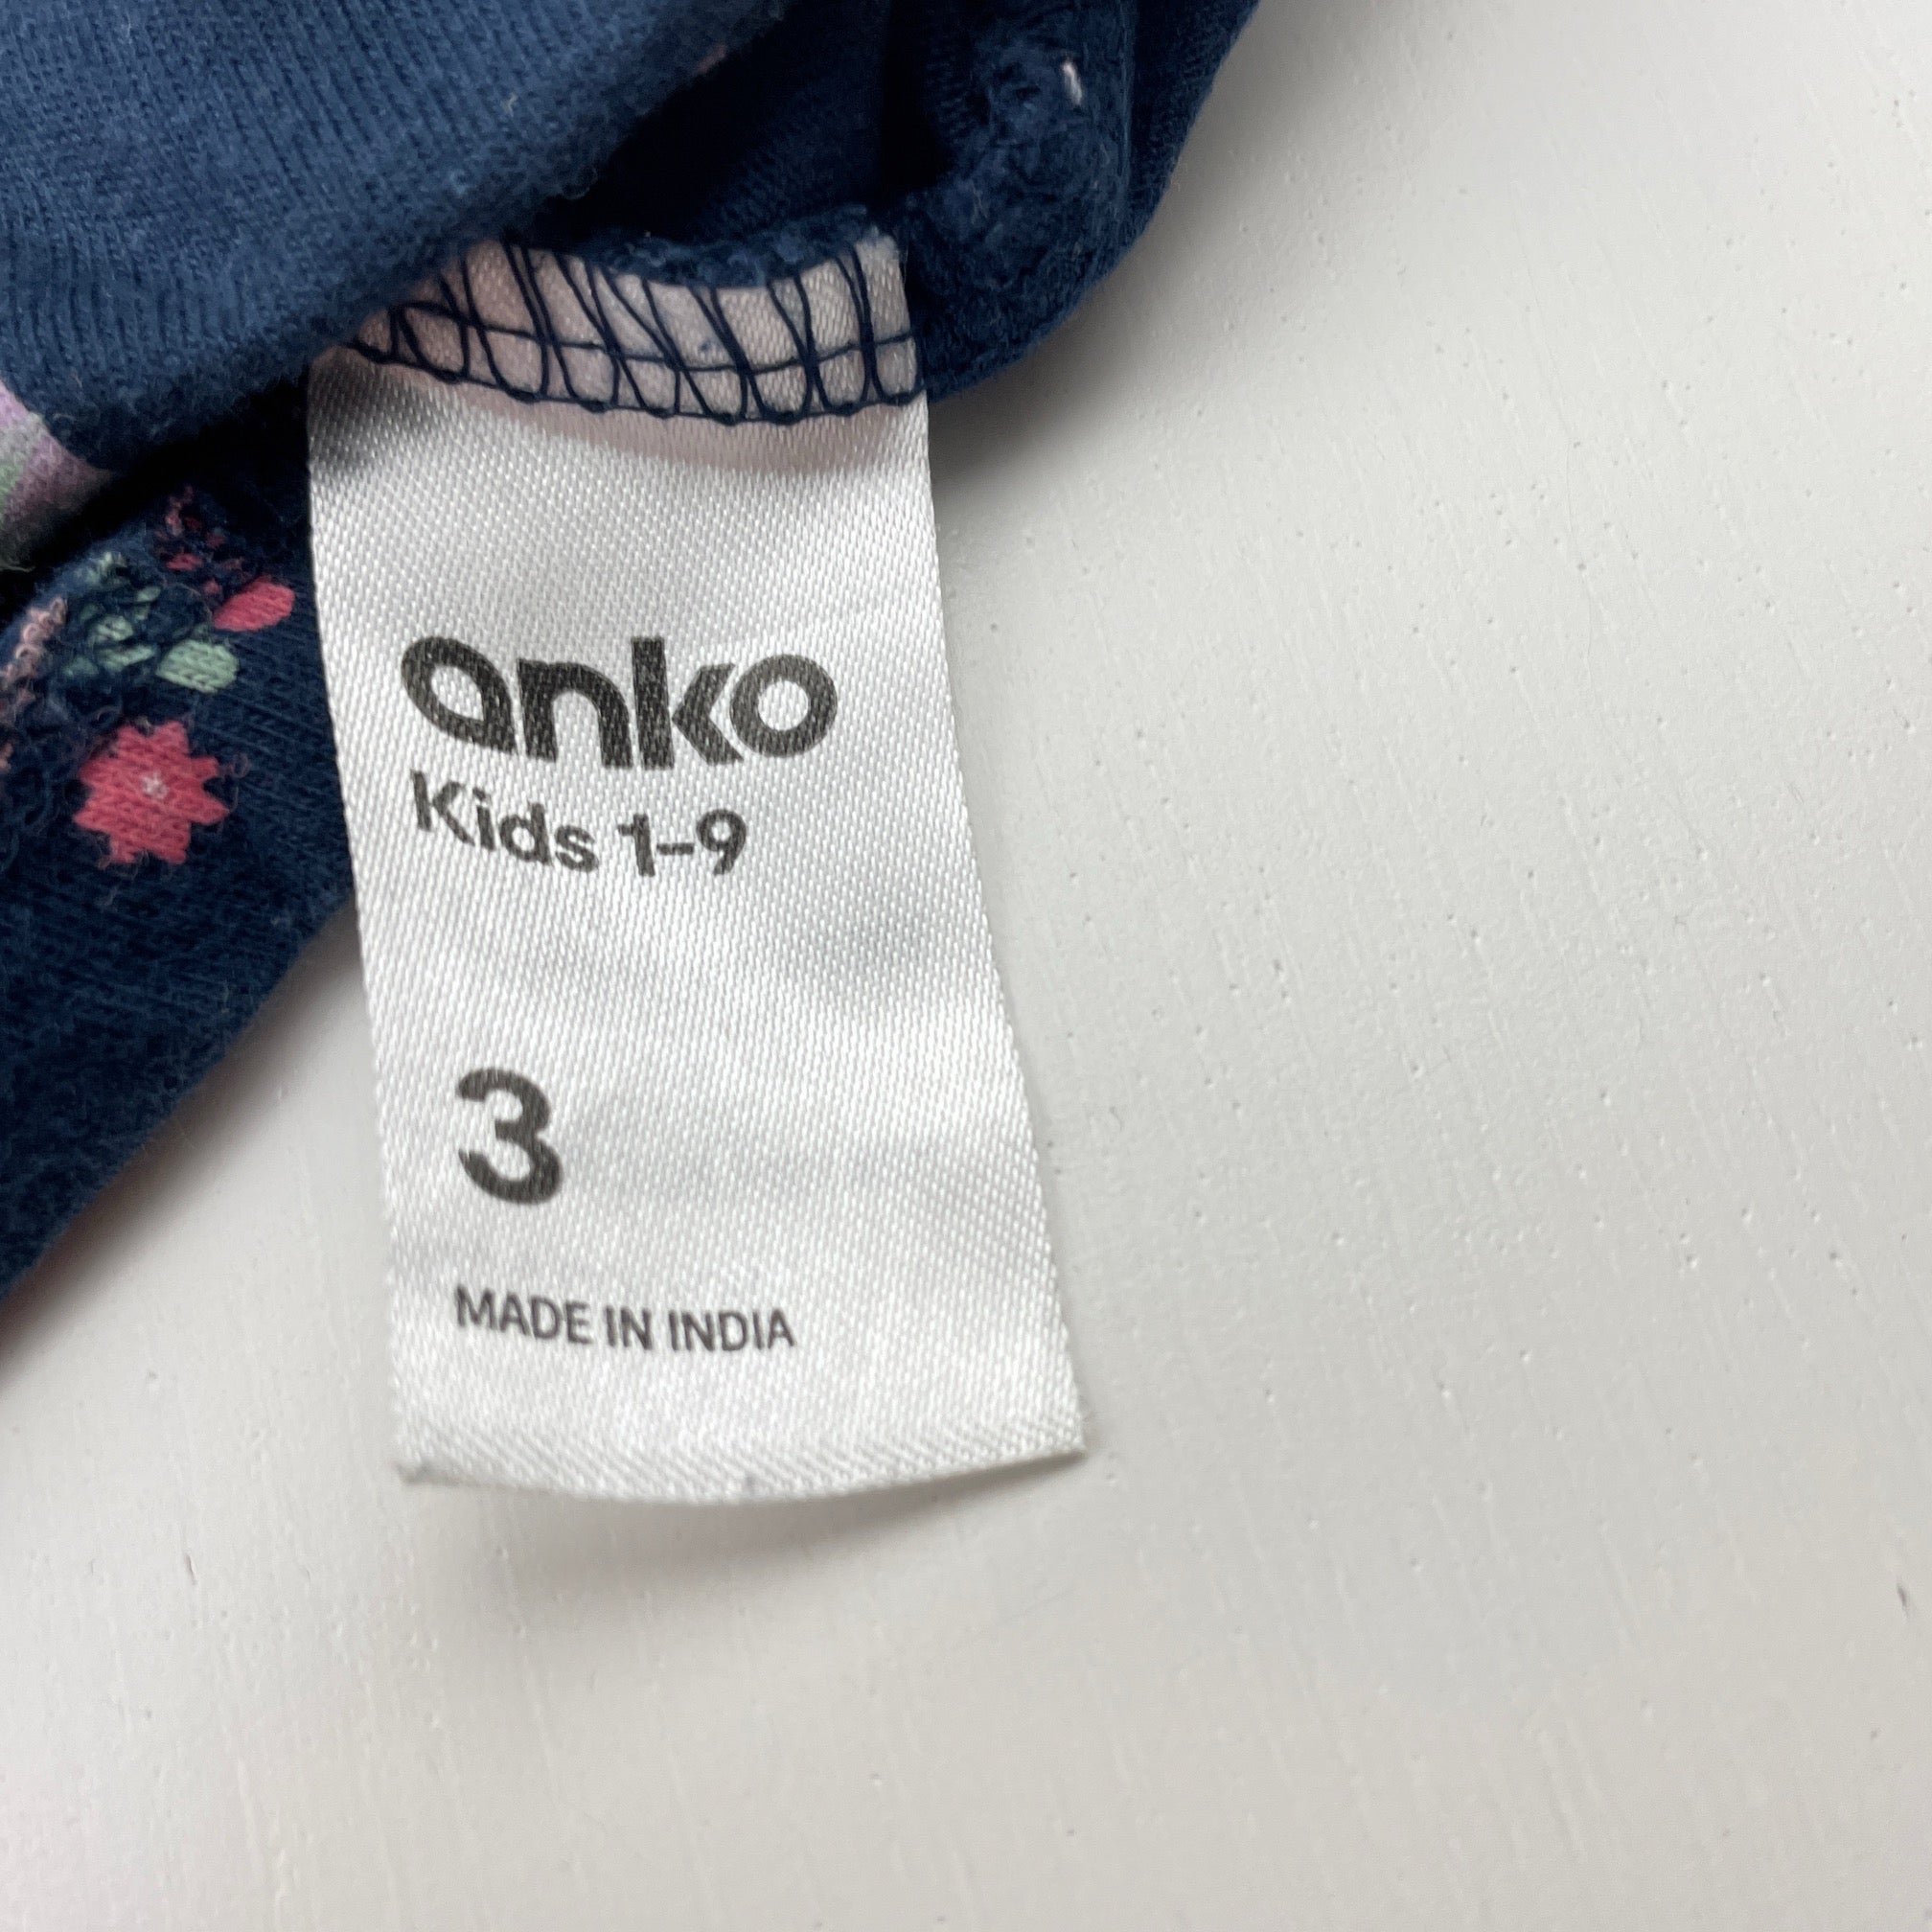 anko
Kids 1-9
3
MADE IN INDIA